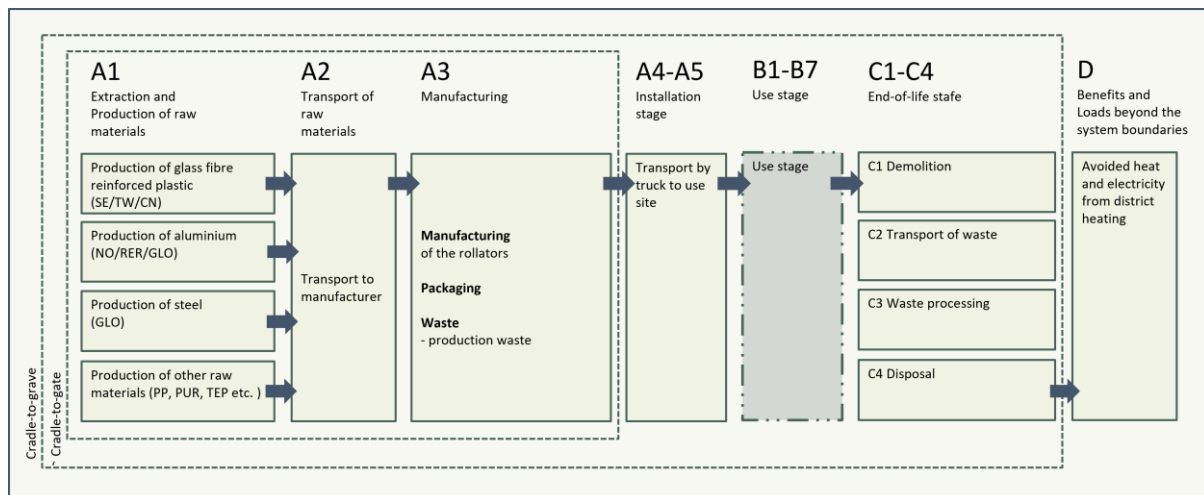 A1
Extraction and
Production of raw
materials
Production of glass fibre
reinforced plastic
(SE/TW/CN)
Production of aluminium
(NO/RER/GLO)
Production of steel
(GLO)
Production of other raw
materials (PP, PUR, TEP etc. )
A2
Transport of
raw
materials
Transport to
manufacturer
A3
Manufacturing
Manufacturing
of the rollators
Packaging
Waste
- production waste
A4-A5
Installation
stage
Transport by
truck to use
site
B1-B7
Use stage
Use stage
C1-C4
End-of-life stafe
C1 Demolition
C2 Transport of waste
C3 Waste processing
C4 Disposal
D
Benefits and
Loads beyond the
system boundaries
Avoided heat
and electricity
from district
heating
Cradle-to-grave
Cradle-to-gate